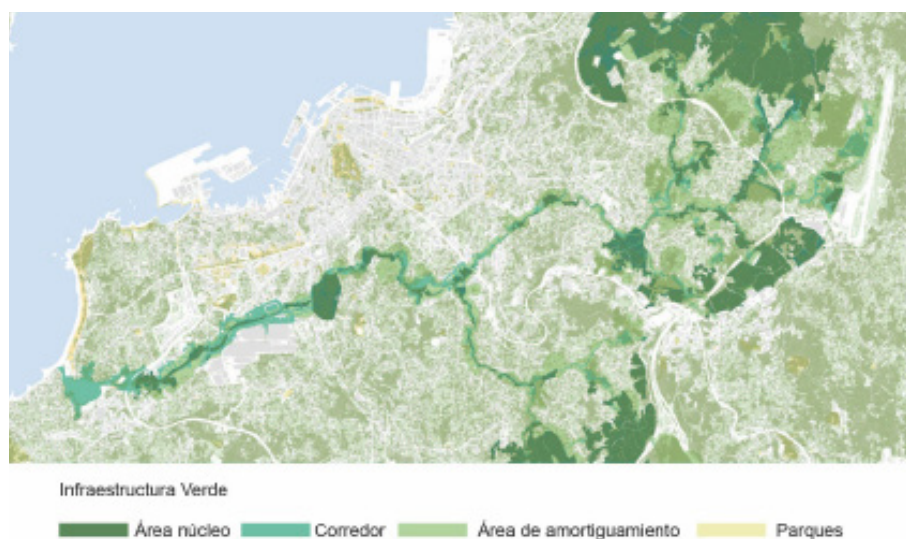 Infraestructura Verde
Área núcleo Corredor Área de amortiguamiento Parques